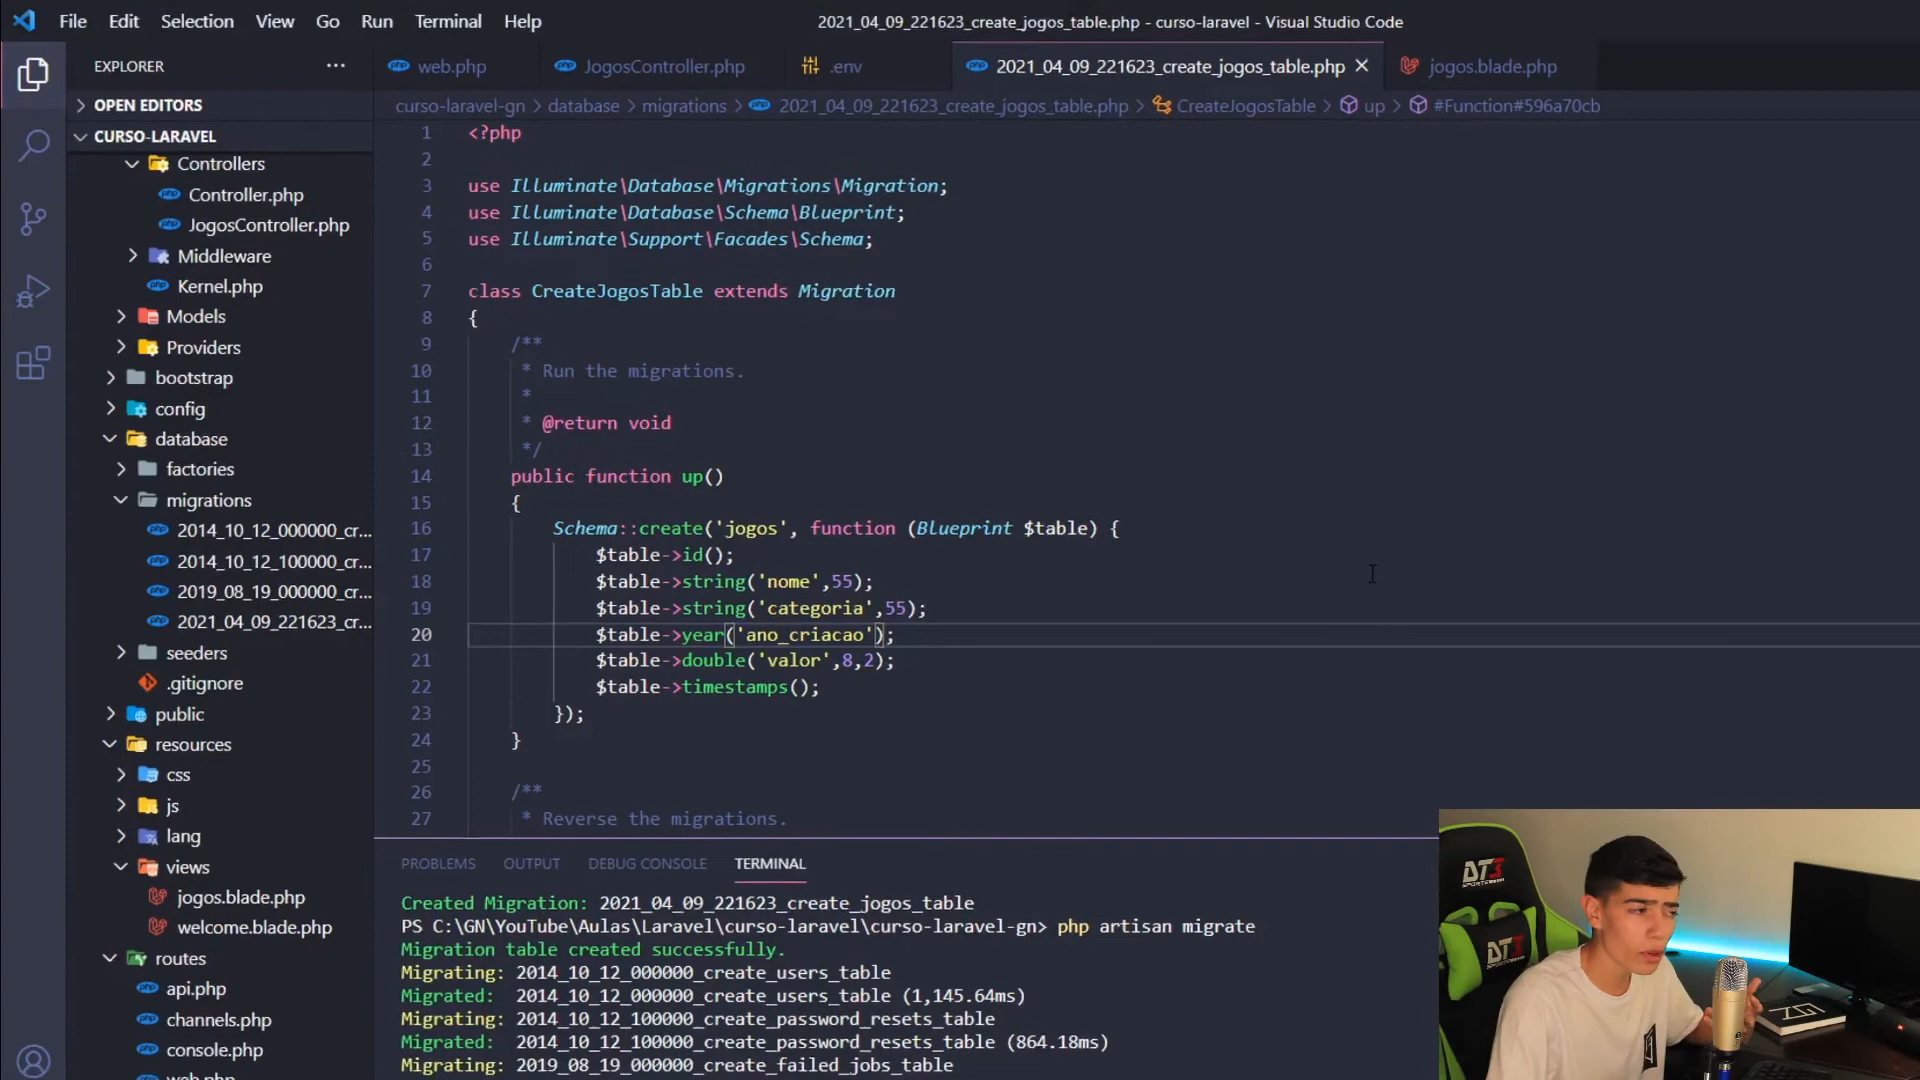 File Edit Selection View Go Run Terminal Help
2021_04_09_221623_create_jogos_table.php - curso-laravel - Visual Studio Code
EXPLORER ···
OPEN EDITORS
CURSO-LARAVEL
Controllers
Controller.php
JogosController.php
Middleware
Kernel.php
Models
Providers
bootstrap
config
database
factories
migrations
2014_10_12_000000_cr...
2014_10_12_100000_cr...
2019_08_19_000000_cr...
2021_04_09_221623_cr...
seeders
.gitignore
public
resources
css
js
lang
views
jogos.blade.php
welcome.blade.php
routes
api.php
channels.php
console.php
web.php
web.php JogosController.php .env 2021_04_09_221623_create_jogos_table.php jogos.blade.php
curso-laravel-gn > database > migrations > 2021_04_09_221623_create_jogos_table.php > CreateJogosTable > up > #Function#596a70cb
1 <?php
2
3 use Illuminate\Database\Migrations\Migration;
4 use Illuminate\Database\Schema\Blueprint;
5 use Illuminate\Support\Facades\Schema;
6
7 class CreateJogosTable extends Migration
8 {
9 /**
10 * Run the migrations.
11 *
12 * @return void
13 */
14 public function up()
15 {
16 Schema::create('jogos', function (Blueprint $table) {
17 $table->id();
18 $table->string('nome',55);
19 $table->string('categoria',55);
20 $table->year('ano_criacao');
21 $table->double('valor',8,2);
22 $table->timestamps();
23 });
24 }
25
26 /**
27 * Reverse the migrations.
PROBLEMS OUTPUT DEBUG CONSOLE TERMINAL
Created Migration: 2021_04_09_221623_create_jogos_table
PS C:\GN\YouTube\Aulas\Laravel\curso-laravel\curso-laravel-gn> php artisan migrate
Migration table created successfully.
Migrating: 2014_10_12_000000_create_users_table
Migrated: 2014_10_12_000000_create_users_table (1,145.64ms)
Migrating: 2014_10_12_100000_create_password_resets_table
Migrated: 2014_10_12_100000_create_password_resets_table (864.18ms)
Migrating: 2019_08_19_000000_create_failed_jobs_table
DT3
DT3